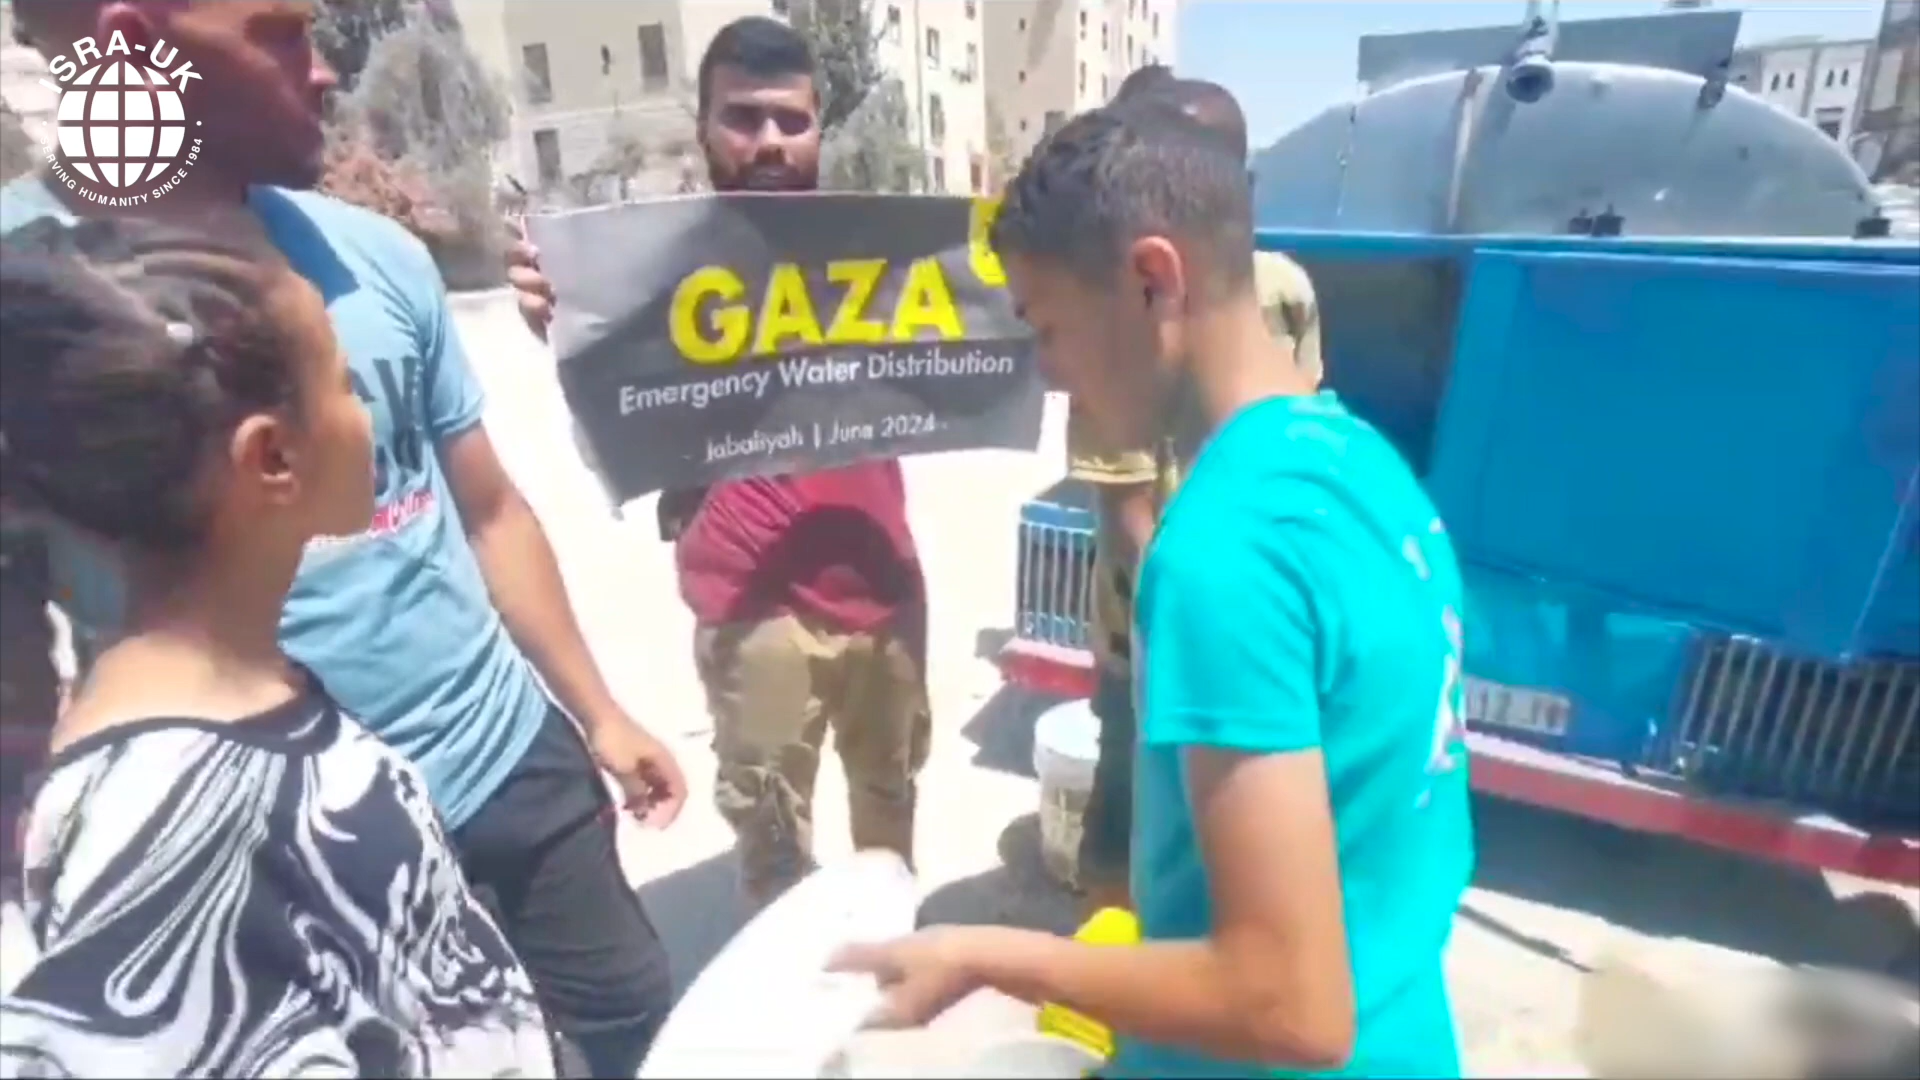 ISRA-UK
• SERVING HUMANITY SINCE 1984 •
GAZA
Emergency Water Distribution
Jabaliyah | June 2024